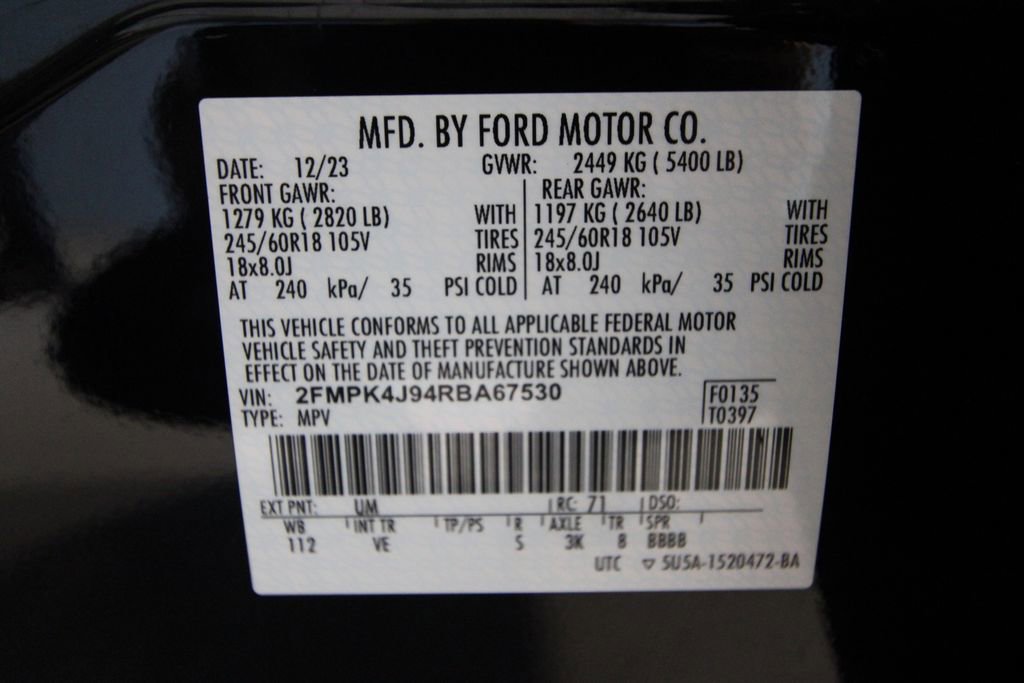 MFD. BY FORD MOTOR CO.
DATE: 12/23 GVWR: 2449 KG ( 5400 LB)
FRONT GAWR: REAR GAWR:
1279 KG ( 2820 LB) WITH 1197 KG ( 2640 LB) WITH
245/60R18 105V TIRES 245/60R18 105V TIRES
18x8.0J RIMS 18x8.0J RIMS
AT 240 kPa/ 35 PSI COLD AT 240 kPa/ 35 PSI COLD
THIS VEHICLE CONFORMS TO ALL APPLICABLE FEDERAL MOTOR
VEHICLE SAFETY AND THEFT PREVENTION STANDARDS IN
EFFECT ON THE DATE OF MANUFACTURE SHOWN ABOVE.
VIN: 2FMPK4J94RBA67530 F0135
TYPE: MPV T0397
EXT PNT: UM RC: 71 DSO:
WB INT TR TP/PS R AXLE TR SPR
112 VE S 3K 8 BBBB
UTC ▽ SU5A-1520472-BA